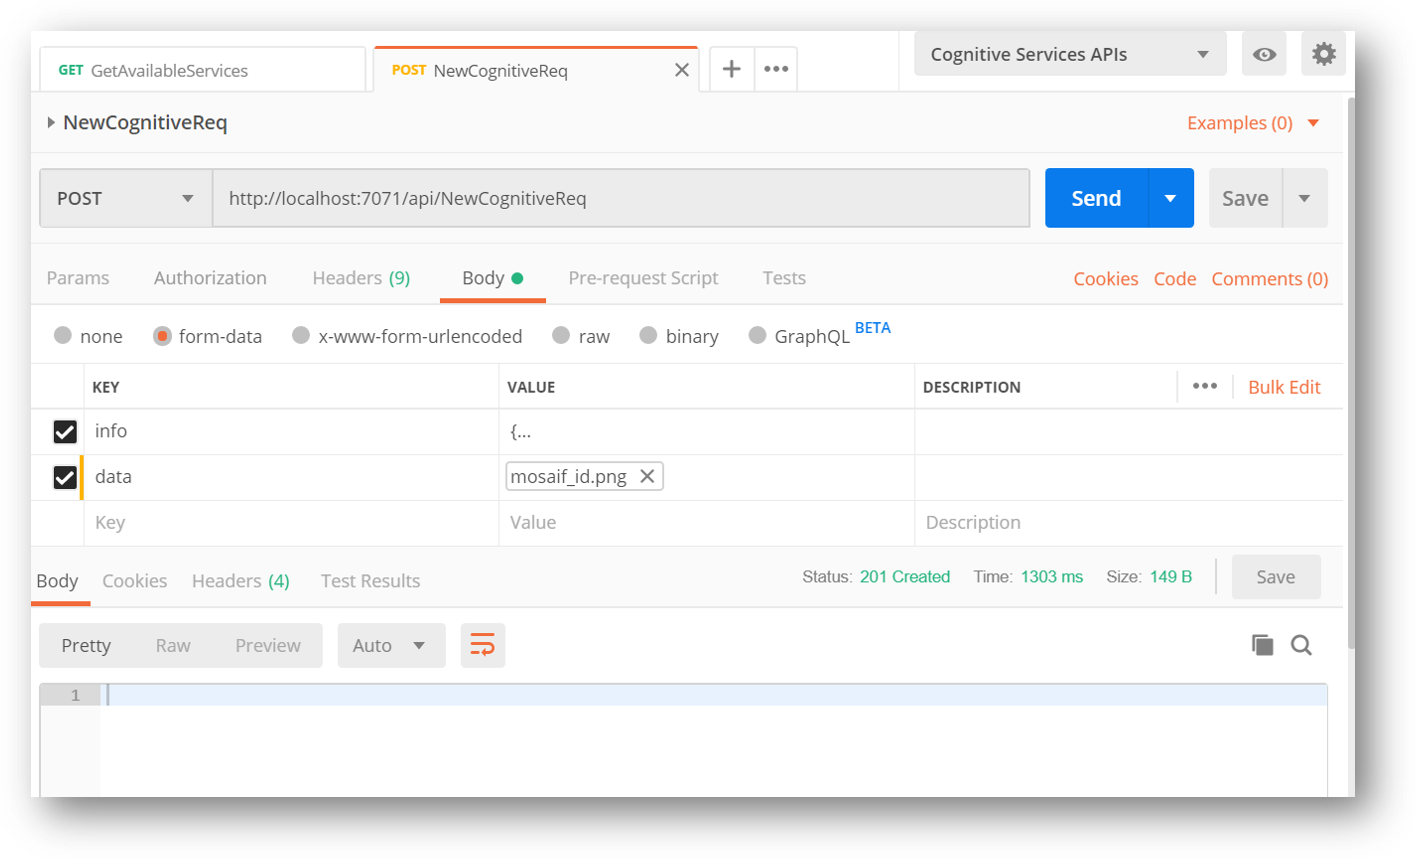 GET GetAvailableServices
POST NewCognitiveReq
Cognitive Services APIs
NewCognitiveReq
Examples (0)
POST http://localhost:7071/api/NewCognitiveReq Send Save
Params Authorization Headers (9) Body Pre-request Script Tests Cookies Code Comments (0)
none form-data x-www-form-urlencoded raw binary GraphQL BETA
KEY VALUE DESCRIPTION ••• Bulk Edit
info {...
data mosaif_id.png
Key Value Description
Body Cookies Headers (4) Test Results Status: 201 Created Time: 1303 ms Size: 149 B Save
Pretty Raw Preview Auto
1